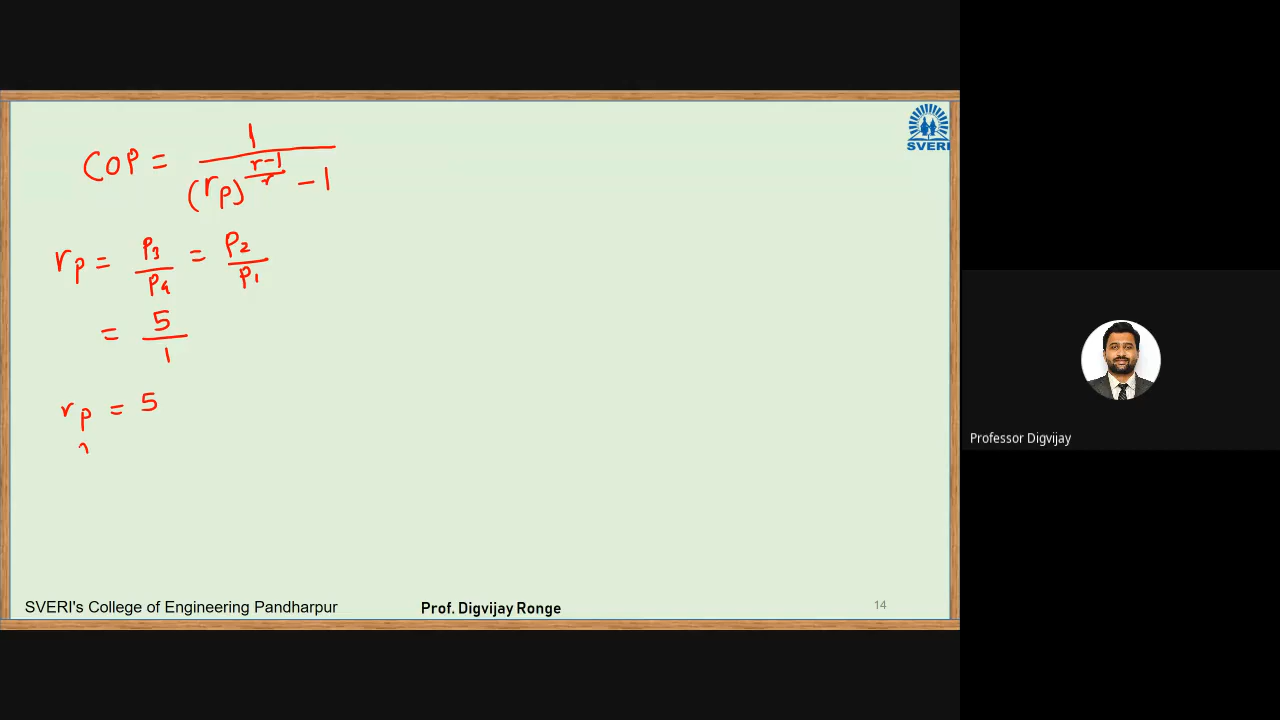 COP = 1 / ((rp)^((r-1)/r) - 1)
rp = P3/P4 = P2/P1
= 5/1
rp = 5
SVERI
Professor Digvijay
SVERI's College of Engineering Pandharpur
Prof. Digvijay Ronge
14